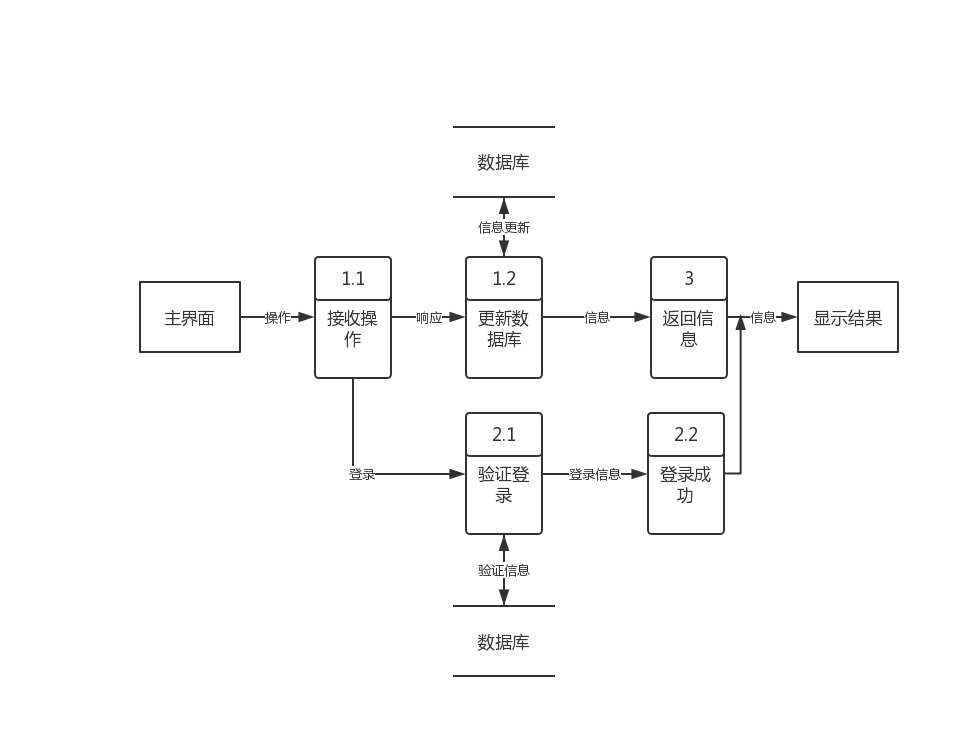 数据库
信息更新
1.1
1.2
3
主界面
操作
接收操
作
响应
更新数
据库
信息
返回信
息
信息
显示结果
2.1
2.2
登录
验证登
录
登录信息
登录成
功
验证信息
数据库